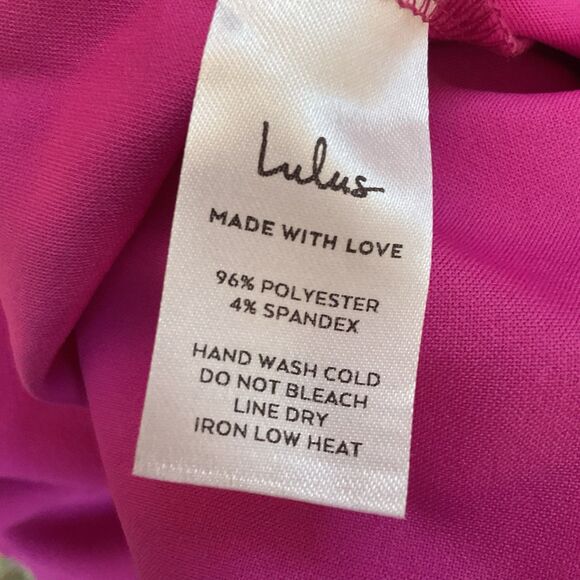 Lulus
MADE WITH LOVE
96% POLYESTER
4% SPANDEX
HAND WASH COLD
DO NOT BLEACH
LINE DRY
IRON LOW HEAT